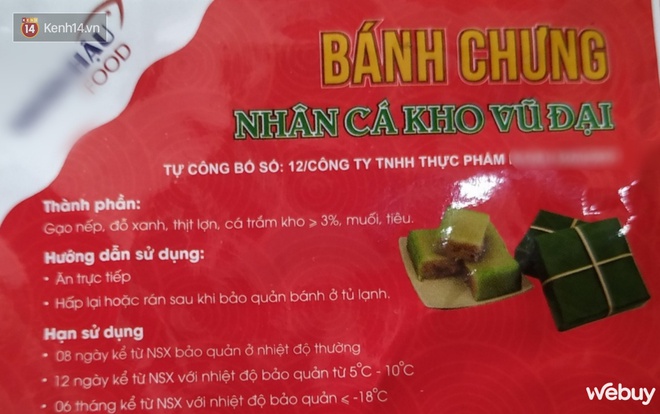 14 Kenh14.vn
HẬU
FOOD
BÁNH CHƯNG
NHÂN CÁ KHO VŨ ĐẠI
TỰ CÔNG BỐ SỐ: 12/CÔNG TY TNHH THỰC PHẨM
Thành phần:
Gạo nếp, đỗ xanh, thịt lợn, cá trắm kho ⩾ 3%, muối, tiêu.
Hướng dẫn sử dụng:
• Ăn trực tiếp
• Hấp lại hoặc rán sau khi bảo quản bánh ở tủ lạnh.
Hạn sử dụng
• 08 ngày kể từ NSX bảo quản ở nhiệt độ thường
• 12 ngày kể từ NSX với nhiệt độ bảo quản từ 5°C - 10°C
• 06 tháng kể từ NSX với nhiệt độ bảo quản ⩽ -18°C
webuy